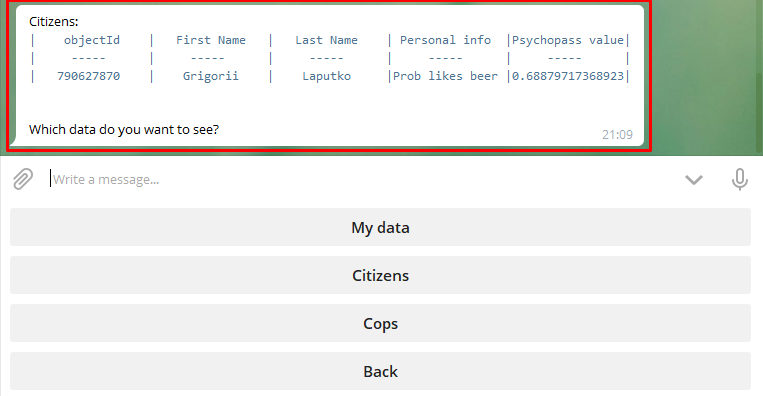 Citizens:
| objectId | First Name | Last Name | Personal info |Psychopass value|
| ----- | ----- | ----- | ----- | ----- |
| 790627870 | Grigorii | Laputko |Prob likes beer |0.68879717368923|
Which data do you want to see?
21:09
Write a message...
My data
Citizens
Cops
Back